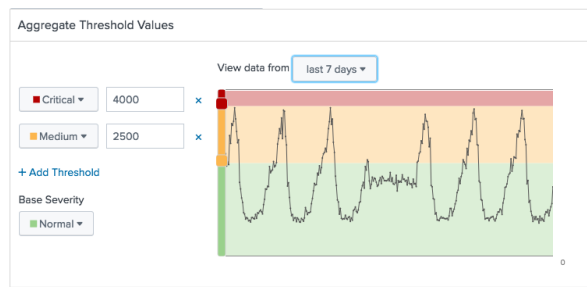 Aggregate Threshold Values
View data from last 7 days
Critical 4000 ×
Medium 2500 ×
+ Add Threshold
Base Severity
Normal
0